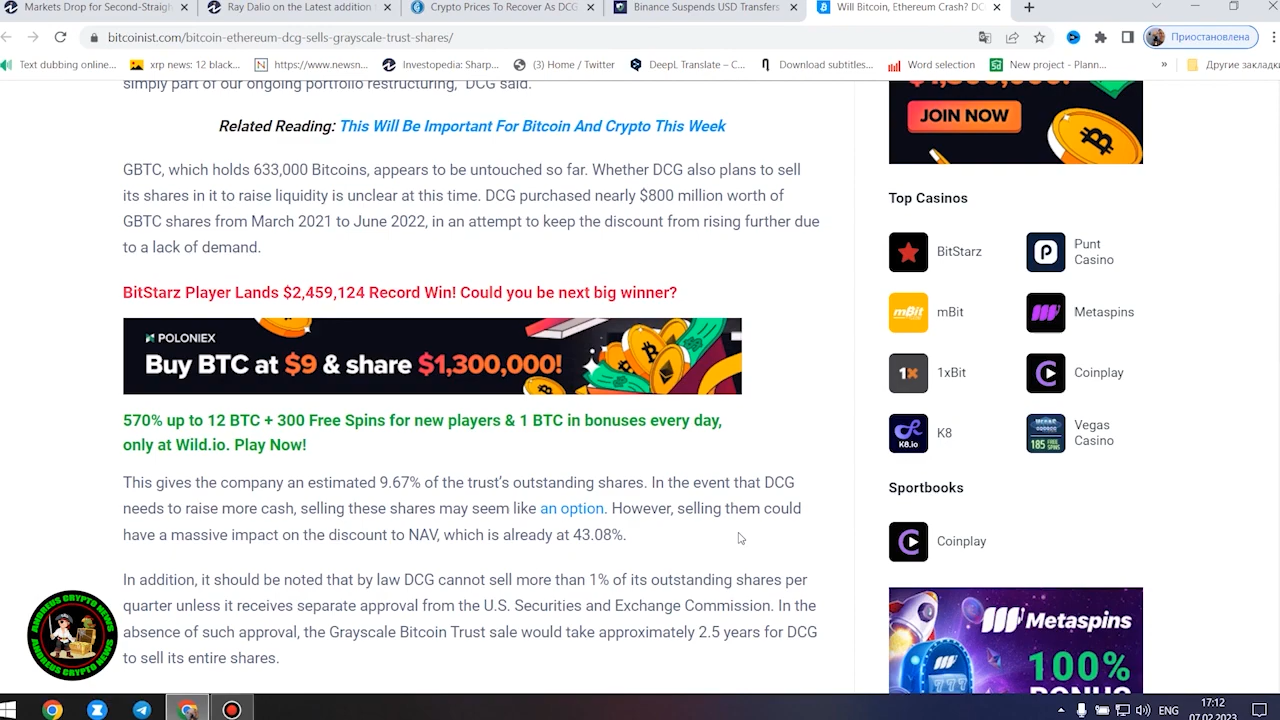 Markets Drop for Second-Straigh
Ray Dalio on the Latest addition
Crypto Prices To Recover As DCG
Binance Suspends USD Transfers
Will Bitcoin, Ethereum Crash? DC
bitcoinist.com/bitcoin-ethereum-dcg-sells-grayscale-trust-shares/
Приостановлена
Text dubbing online...
xrp news: 12 black...
https://www.newsn...
Investopedia: Sharp...
(3) Home / Twitter
DeepL Translate – C...
Download subtitles...
Word selection
New project - Plann...
»
Другие закладки
simply part of our ongoing portfolio restructuring," DCG said.
Related Reading: This Will Be Important For Bitcoin And Crypto This Week
GBTC, which holds 633,000 Bitcoins, appears to be untouched so far. Whether DCG also plans to sell
its shares in it to raise liquidity is unclear at this time. DCG purchased nearly $800 million worth of
GBTC shares from March 2021 to June 2022, in an attempt to keep the discount from rising further due
to a lack of demand.
BitStarz Player Lands $2,459,124 Record Win! Could you be next big winner?
POLONIEX
Buy BTC at $9 & share $1,300,000!
570% up to 12 BTC + 300 Free Spins for new players & 1 BTC in bonuses every day,
only at Wild.io. Play Now!
This gives the company an estimated 9.67% of the trust's outstanding shares. In the event that DCG
needs to raise more cash, selling these shares may seem like an option. However, selling them could
have a massive impact on the discount to NAV, which is already at 43.08%.
In addition, it should be noted that by law DCG cannot sell more than 1% of its outstanding shares per
quarter unless it receives separate approval from the U.S. Securities and Exchange Commission. In the
absence of such approval, the Grayscale Bitcoin Trust sale would take approximately 2.5 years for DCG
to sell its entire shares.
JOIN NOW
Top Casinos
BitStarz
Punt
Casino
mBit
mBit
Metaspins
1x
1xBit
Coinplay
K8.io
K8
185 FREE
SPINS
Vegas
Casino
Sportbooks
Coinplay
Metaspins
777
100%
BONUS
ANDREUS CRYPTO NEWS
ANDREUS CRYPTO NEWS
ENG
17:12
07.02.2023